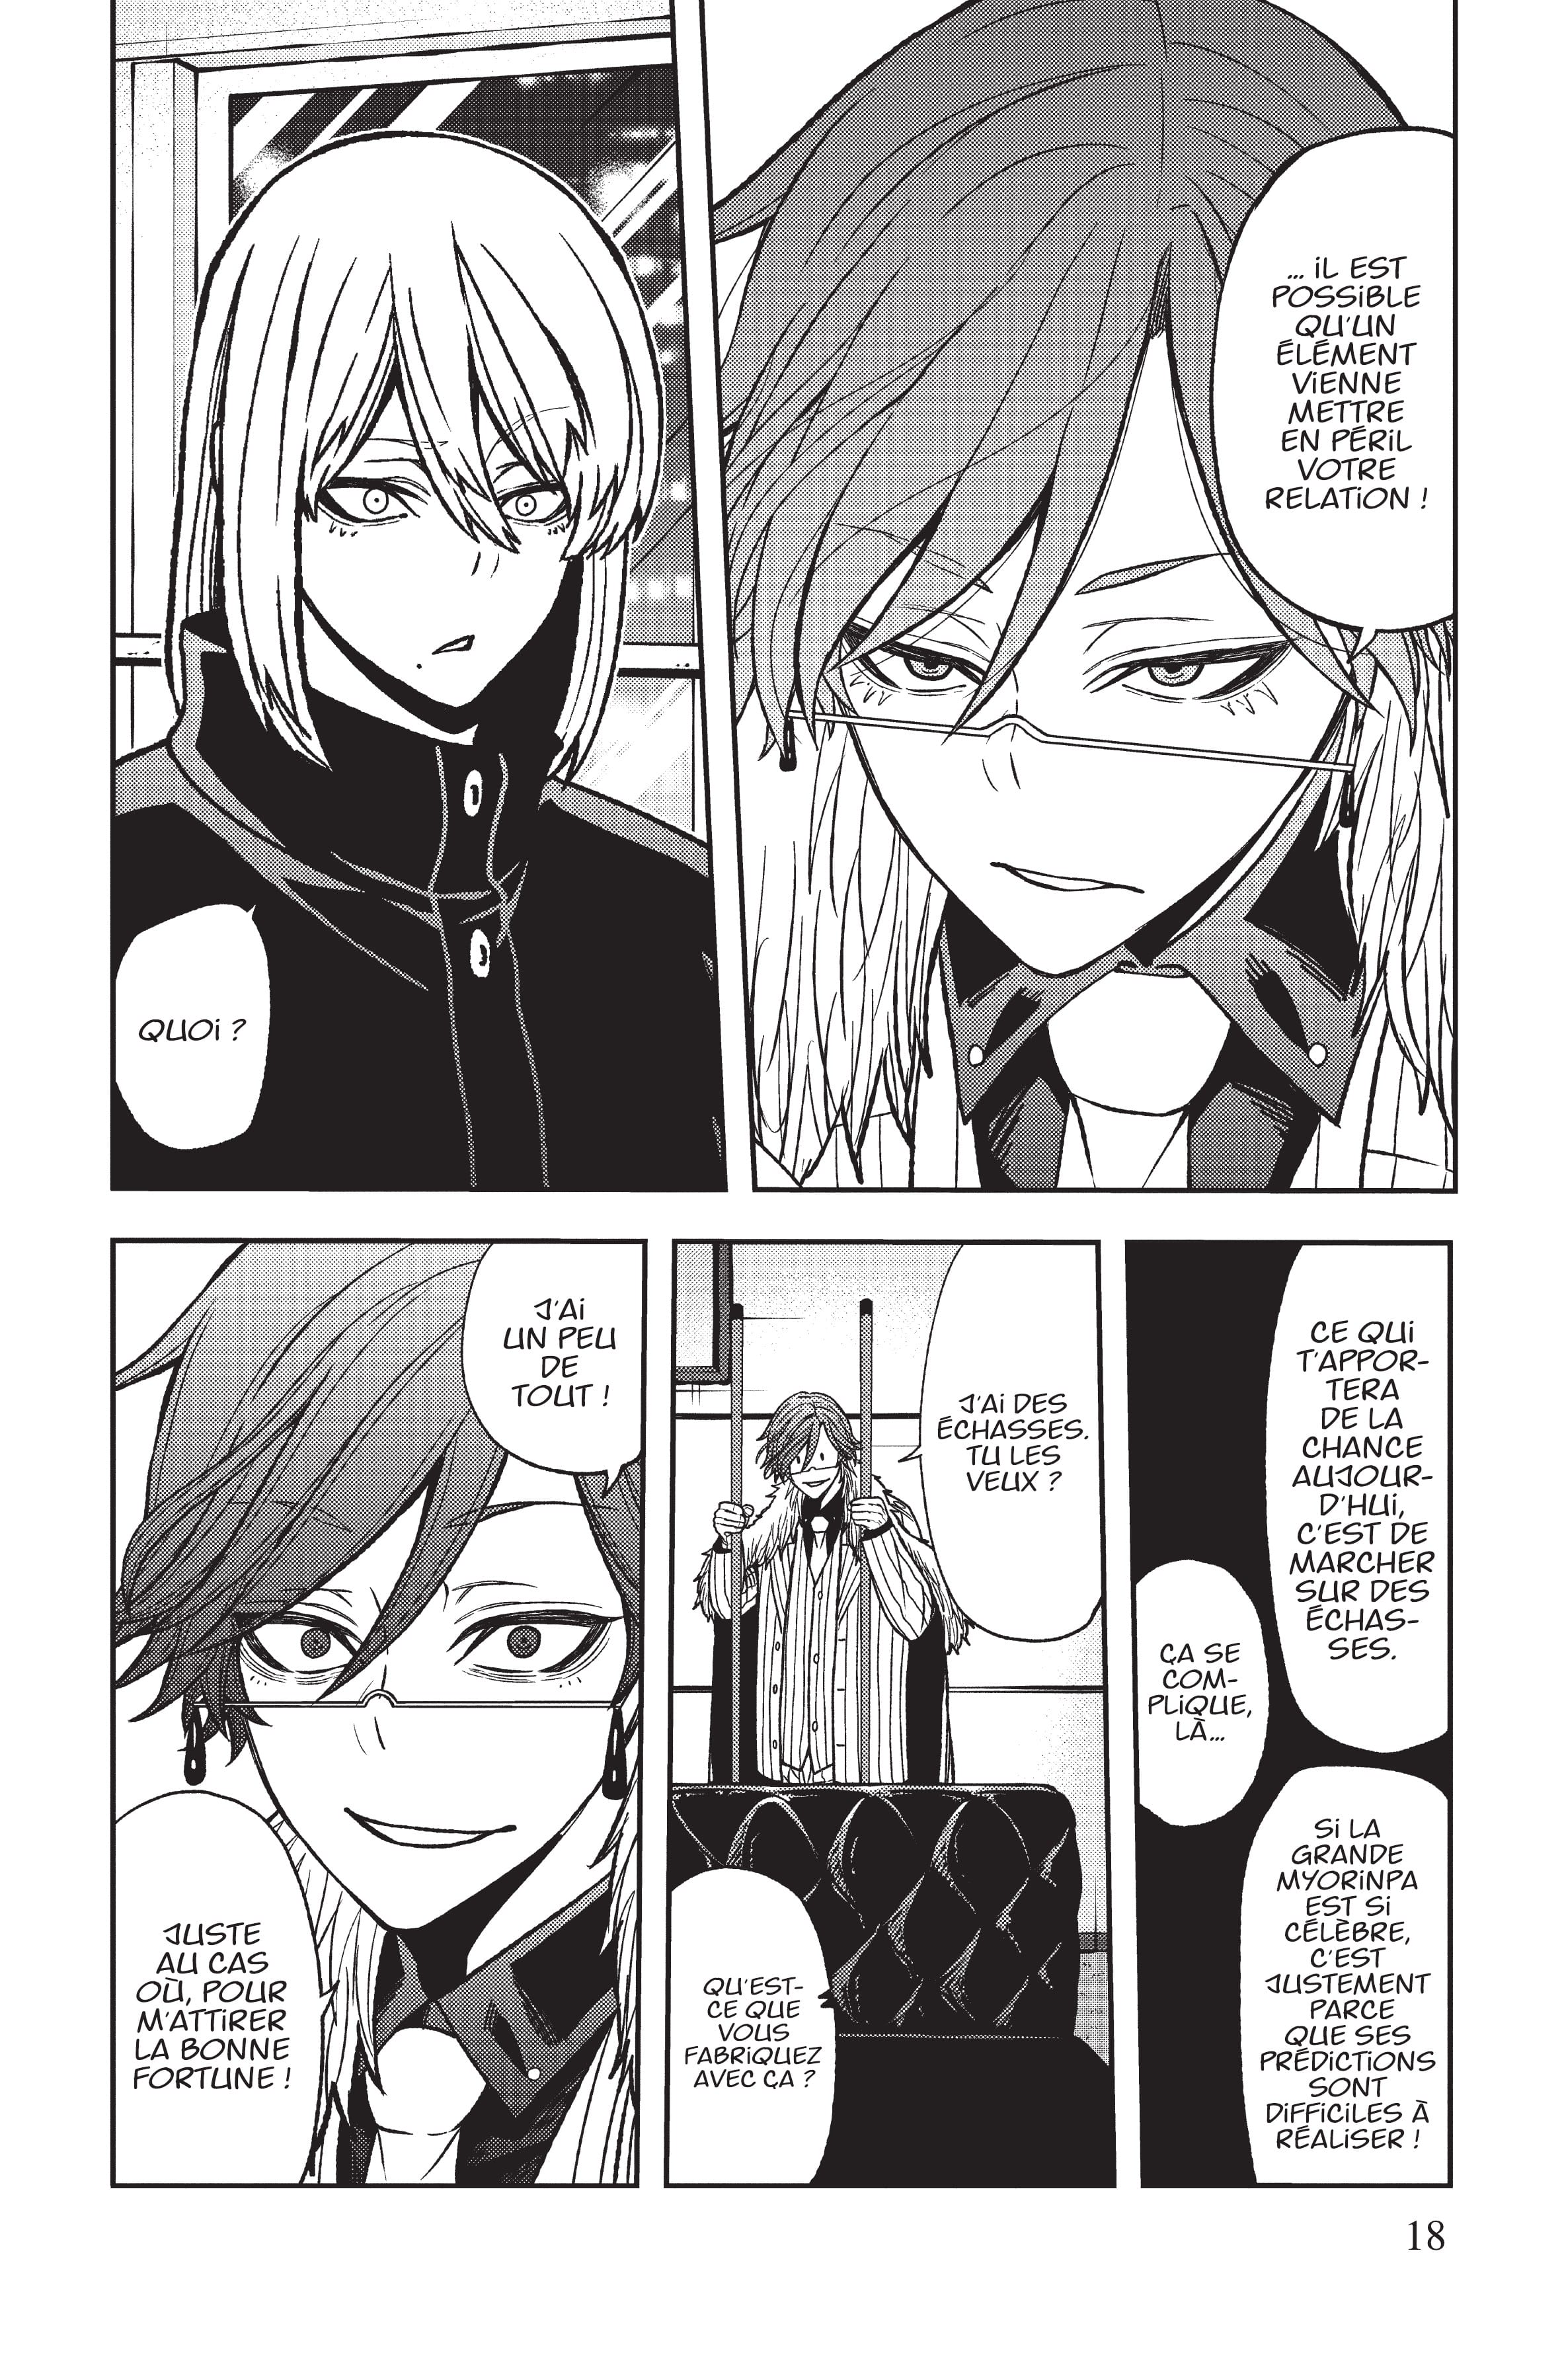 ... IL EST
POSSIBLE
QU'UN
ÉLÉMENT
VIENNE
METTRE
EN PÉRIL
VOTRE
RELATION !
QUOI ?
CE QUI
T'APPOR-
TERA
DE LA
CHANCE
AUJOUR-
D'HUI,
C'EST DE
MARCHER
SUR DES
ÉCHAS-
SES.
ÇA SE
COM-
PLIQUE,
LÀ...
SI LA
GRANDE
MYORINPA
EST SI
CÉLÈBRE,
C'EST
JUSTEMENT
PARCE
QUE SES
PRÉDICTIONS
SONT
DIFFICILES À
RÉALISER !
J'AI DES
ÉCHASSES.
TU LES
VEUX ?
QU'EST-
CE QUE
VOUS
FABRIQUEZ
AVEC ÇA ?
J'AI
UN PEU
DE
TOUT !
JUSTE
AU CAS
OÙ, POUR
M'ATTIRER
LA BONNE
FORTUNE !
18